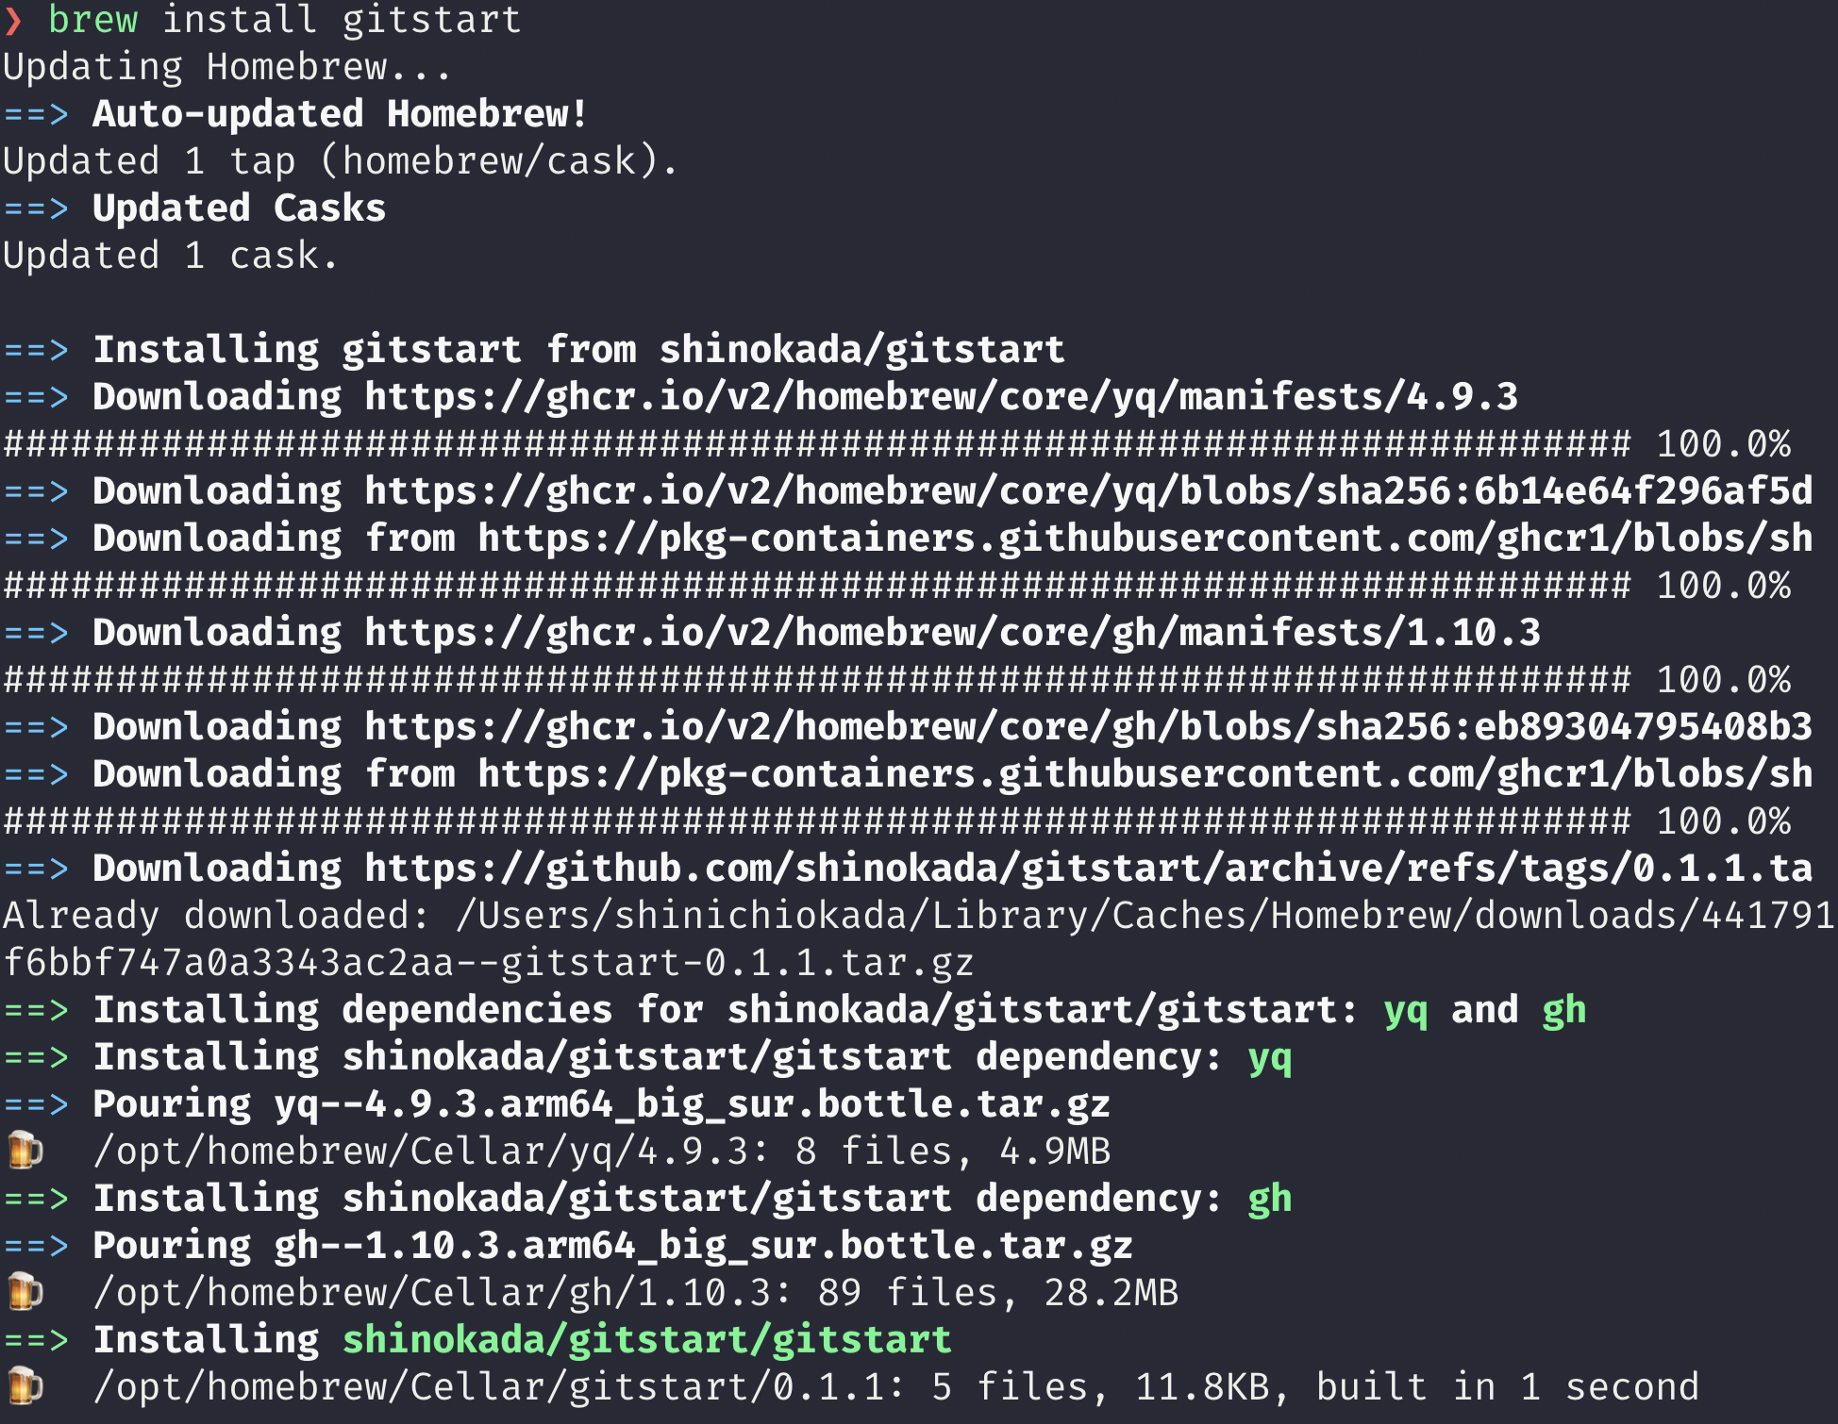 ❯ brew install gitstart
Updating Homebrew...
==> Auto-updated Homebrew!
Updated 1 tap (homebrew/cask).
==> Updated Casks
Updated 1 cask.
==> Installing gitstart from shinokada/gitstart
==> Downloading https://ghcr.io/v2/homebrew/core/yq/manifests/4.9.3
######################################################################## 100.0%
==> Downloading https://ghcr.io/v2/homebrew/core/yq/blobs/sha256:6b14e64f296af5d
==> Downloading from https://pkg-containers.githubusercontent.com/ghcr1/blobs/sh
######################################################################## 100.0%
==> Downloading https://ghcr.io/v2/homebrew/core/gh/manifests/1.10.3
######################################################################## 100.0%
==> Downloading https://ghcr.io/v2/homebrew/core/gh/blobs/sha256:eb89304795408b3
==> Downloading from https://pkg-containers.githubusercontent.com/ghcr1/blobs/sh
######################################################################## 100.0%
==> Downloading https://github.com/shinokada/gitstart/archive/refs/tags/0.1.1.ta
Already downloaded: /Users/shinichiokada/Library/Caches/Homebrew/downloads/441791
f6bbf747a0a3343ac2aa--gitstart-0.1.1.tar.gz
==> Installing dependencies for shinokada/gitstart/gitstart: yq and gh
==> Installing shinokada/gitstart/gitstart dependency: yq
==> Pouring yq--4.9.3.arm64_big_sur.bottle.tar.gz
🍺 /opt/homebrew/Cellar/yq/4.9.3: 8 files, 4.9MB
==> Installing shinokada/gitstart/gitstart dependency: gh
==> Pouring gh--1.10.3.arm64_big_sur.bottle.tar.gz
🍺 /opt/homebrew/Cellar/gh/1.10.3: 89 files, 28.2MB
==> Installing shinokada/gitstart/gitstart
🍺 /opt/homebrew/Cellar/gitstart/0.1.1: 5 files, 11.8KB, built in 1 second